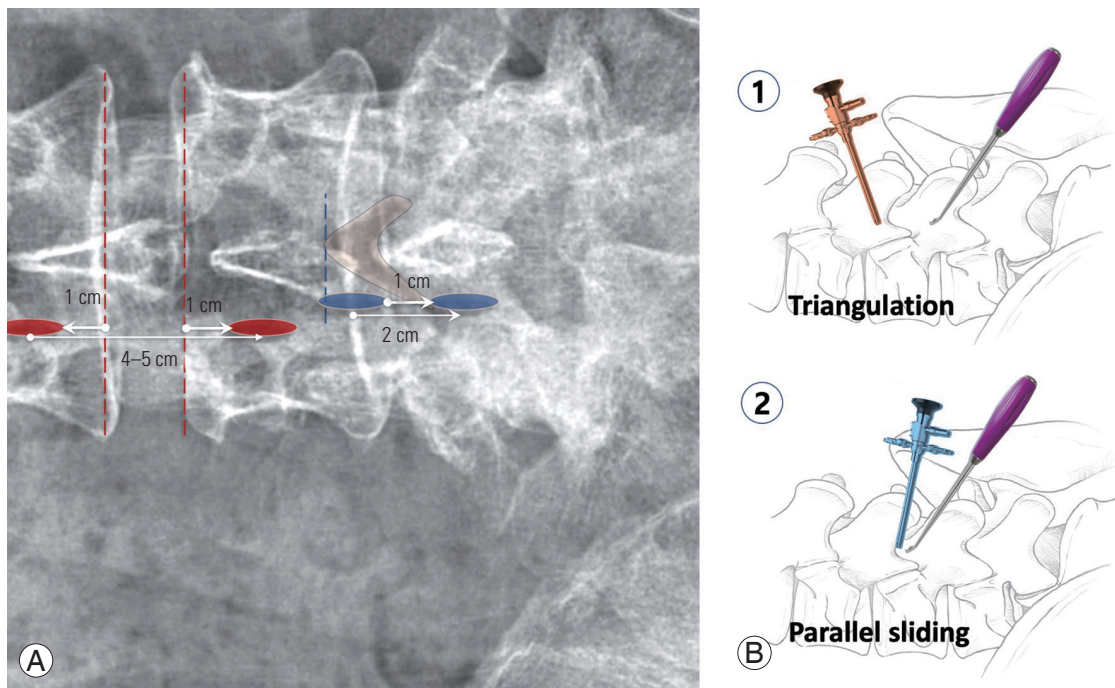 1 cm
1 cm
4–5 cm
1 cm
2 cm
A
1
Triangulation
2
Parallel sliding
B